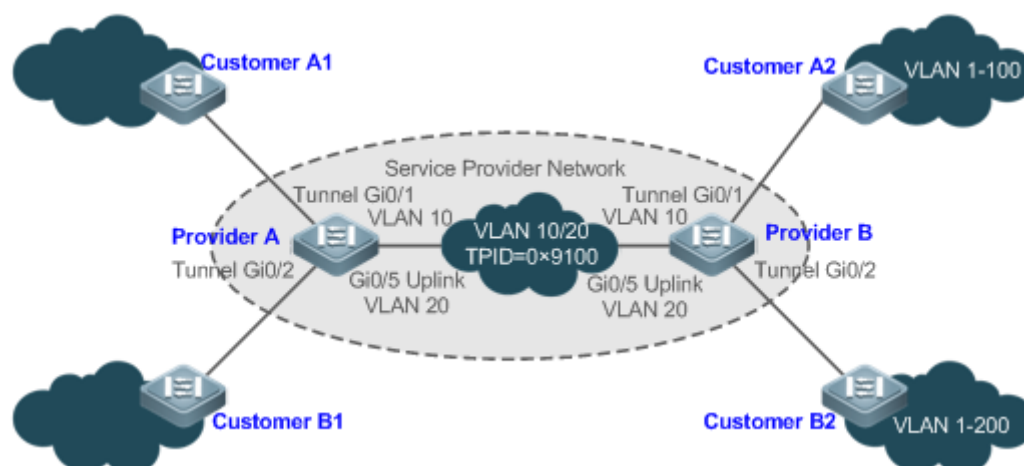 Customer A1
Customer A2
VLAN 1-100
Service Provider Network
Tunnel Gi0/1
VLAN 10
Tunnel Gi0/1
VLAN 10
Provider A
VLAN 10/20
TPID=0×9100
Provider B
Tunnel Gi0/2
Gi0/5 Uplink
VLAN 20
Gi0/5 Uplink
VLAN 20
Tunnel Gi0/2
Customer B1
Customer B2
VLAN 1-200